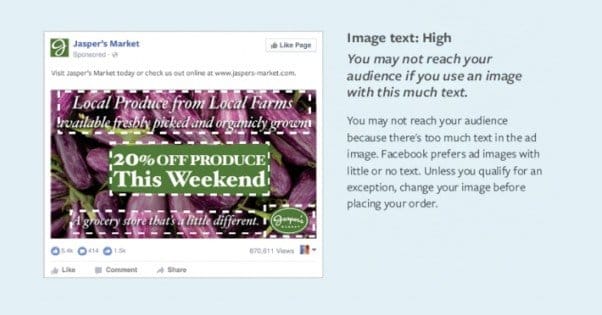 Jasper's Market
Sponsored
Like Page
Visit Jasper's Market today or check us out online at www.jaspers-market.com.
Local Produce from Local Farms
available freshly picked and organicly grown
20% OFF PRODUCE
This Weekend
A grocery store that's a little different.
Jasper's
MARKET
5.4k 414 1.5k
870,611 Views
Like Comment Share
Image text: High
You may not reach your
audience if you use an image
with this much text.
You may not reach your audience
because there's too much text in the ad
image. Facebook prefers ad images with
little or no text. Unless you qualify for an
exception, change your image before
placing your order.